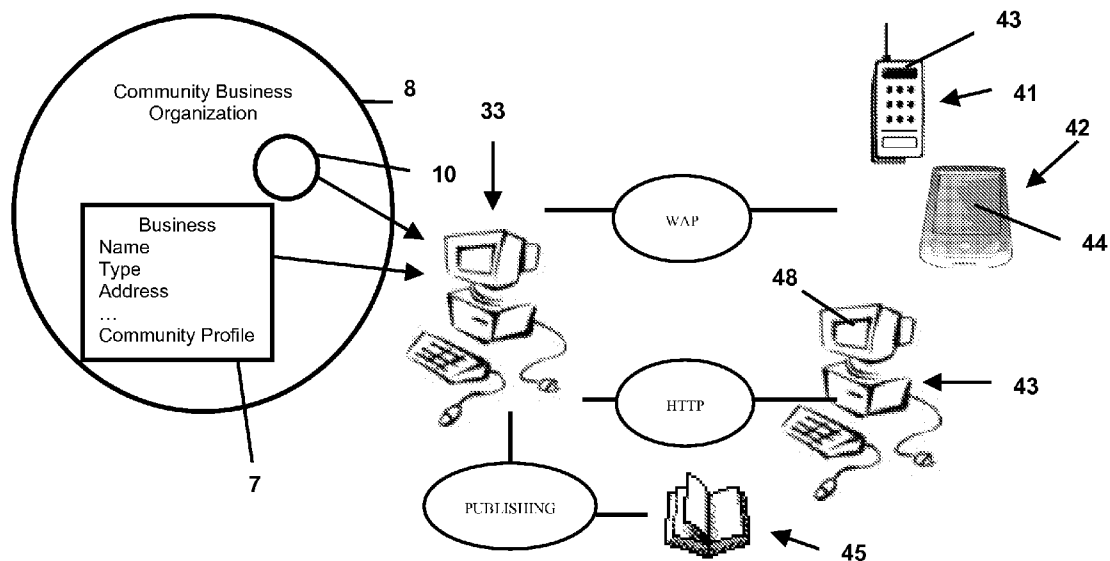 Community Business
Organization
8
10
Business
Name
Type
Address
…
Community Profile
7
33
WAP
43
41
42
44
48
HTTP
43
PUBLISHING
45